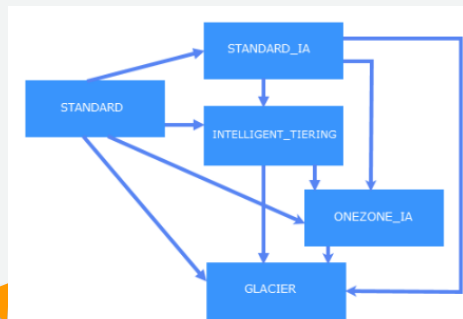 STANDARD_IA
STANDARD
INTELLIGENT_TIERING
ONEZONE_IA
GLACIER